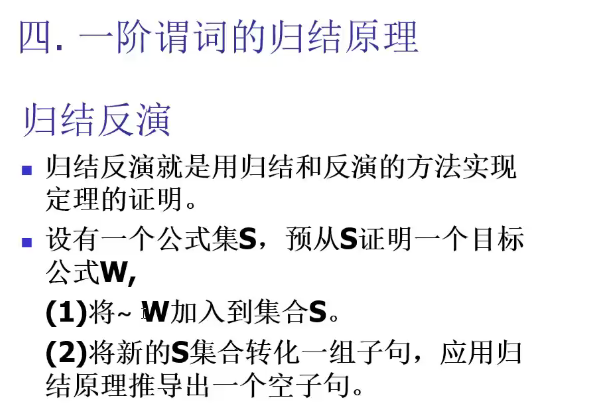 四. 一阶谓词的归结原理
归结反演
归结反演就是用归结和反演的方法实现
定理的证明。
设有一个公式集S，预从S证明一个目标
公式W,
(1)将~ W加入到集合S。
(2)将新的S集合转化一组子句，应用归
结原理推导出一个空子句。